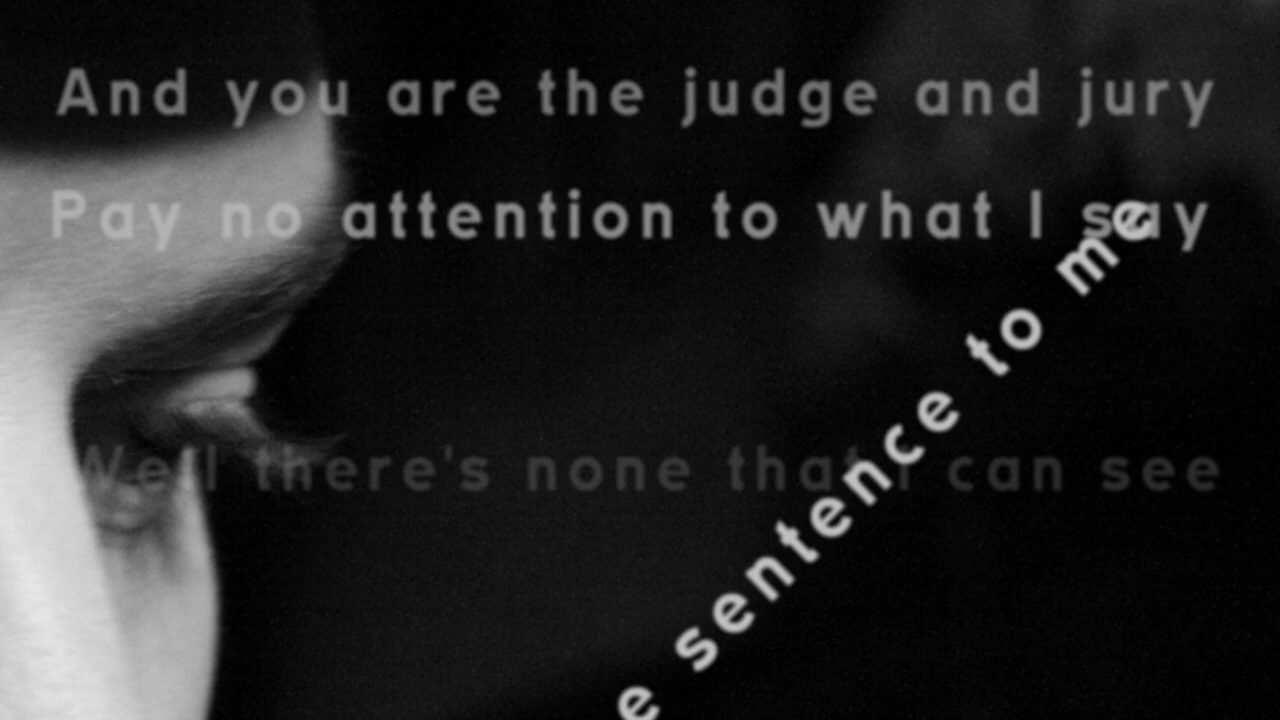 And you are the judge and jury
Pay no attention to what I say
Well there's none that I can see
e sentence to me